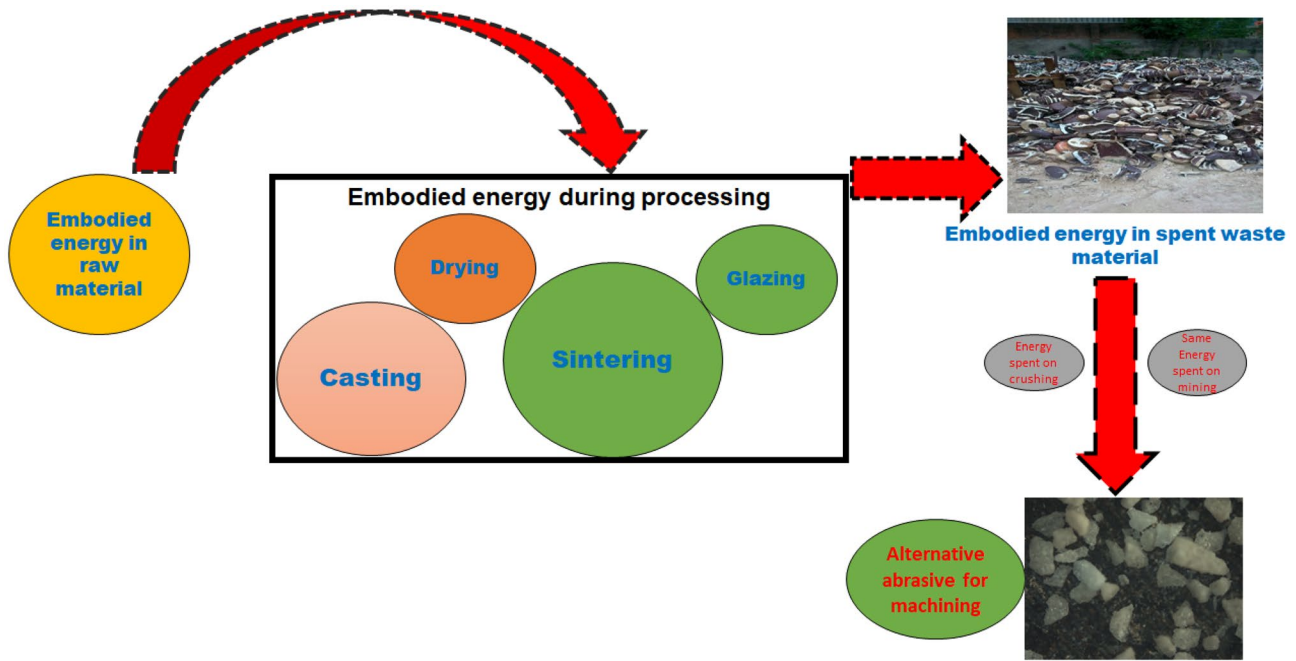 Embodied
energy in
raw
material
Embodied energy during processing
Drying
Glazing
Casting
Sintering
Embodied energy in spent waste
material
Energy
spent on
crushing
Same
Energy
spent on
mining
Alternative
abrasive for
machining